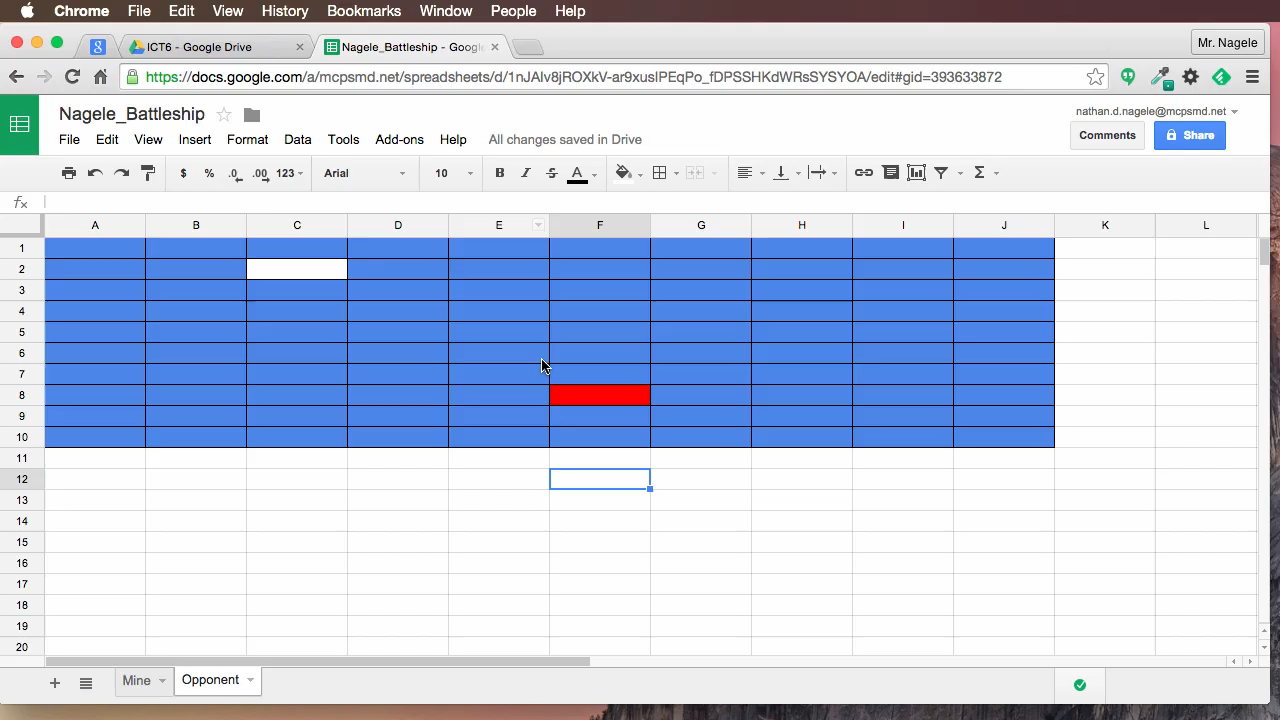 Chrome File Edit View History Bookmarks Window People Help
8 ICT6 - Google Drive × Nagele_Battleship - Goog × Mr. Nagele
https://docs.google.com/a/mcpsmd.net/spreadsheets/d/1nJAlv8jROXkV-ar9xuslPEqPo_fDPSSHKdWRsSYSYOA/edit#gid=393633872
Nagele_Battleship
nathan.d.nagele@mcpsmd.net
File Edit View Insert Format Data Tools Add-ons Help All changes saved in Drive
Comments Share
$ % .0 .00 123 Arial 10 B I S A Σ
fx
A B C D E F G H I J K L
1
2
3
4
5
6
7
8
9
10
11
12
13
14
15
16
17
18
19
20
+ Mine Opponent